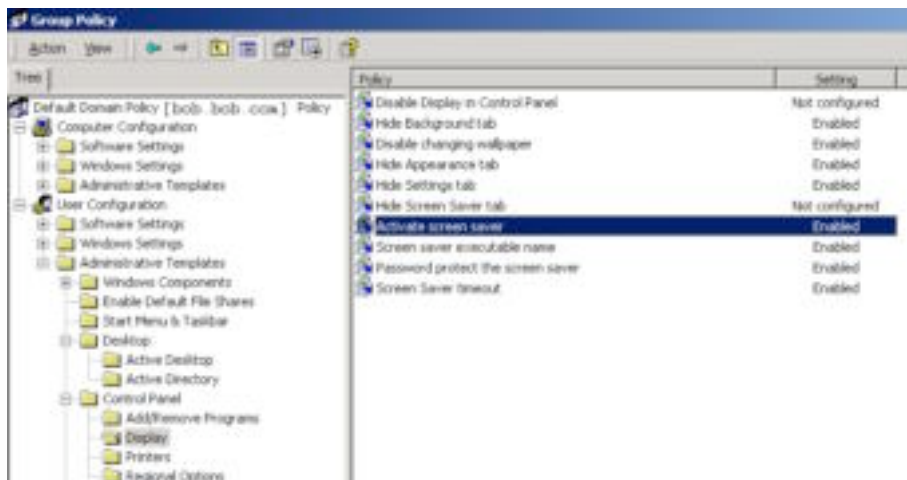 Group Policy
Action View
Tree
Default Domain Policy [bob.bob.com] Policy
Computer Configuration
Software Settings
Windows Settings
Administrative Templates
User Configuration
Software Settings
Windows Settings
Administrative Templates
Windows Components
Enable Default File Shares
Start Menu & Taskbar
Desktop
Active Desktop
Active Directory
Control Panel
Add/Remove Programs
Display
Printers
Regional Options
Policy Setting
Disable Display in Control Panel Not configured
Hide Background tab Enabled
Disable changing wallpaper Enabled
Hide Appearance tab Enabled
Hide Settings tab Enabled
Hide Screen Saver tab Not configured
Activate screen saver Enabled
Screen saver executable name Enabled
Password protect the screen saver Enabled
Screen Saver timeout Enabled